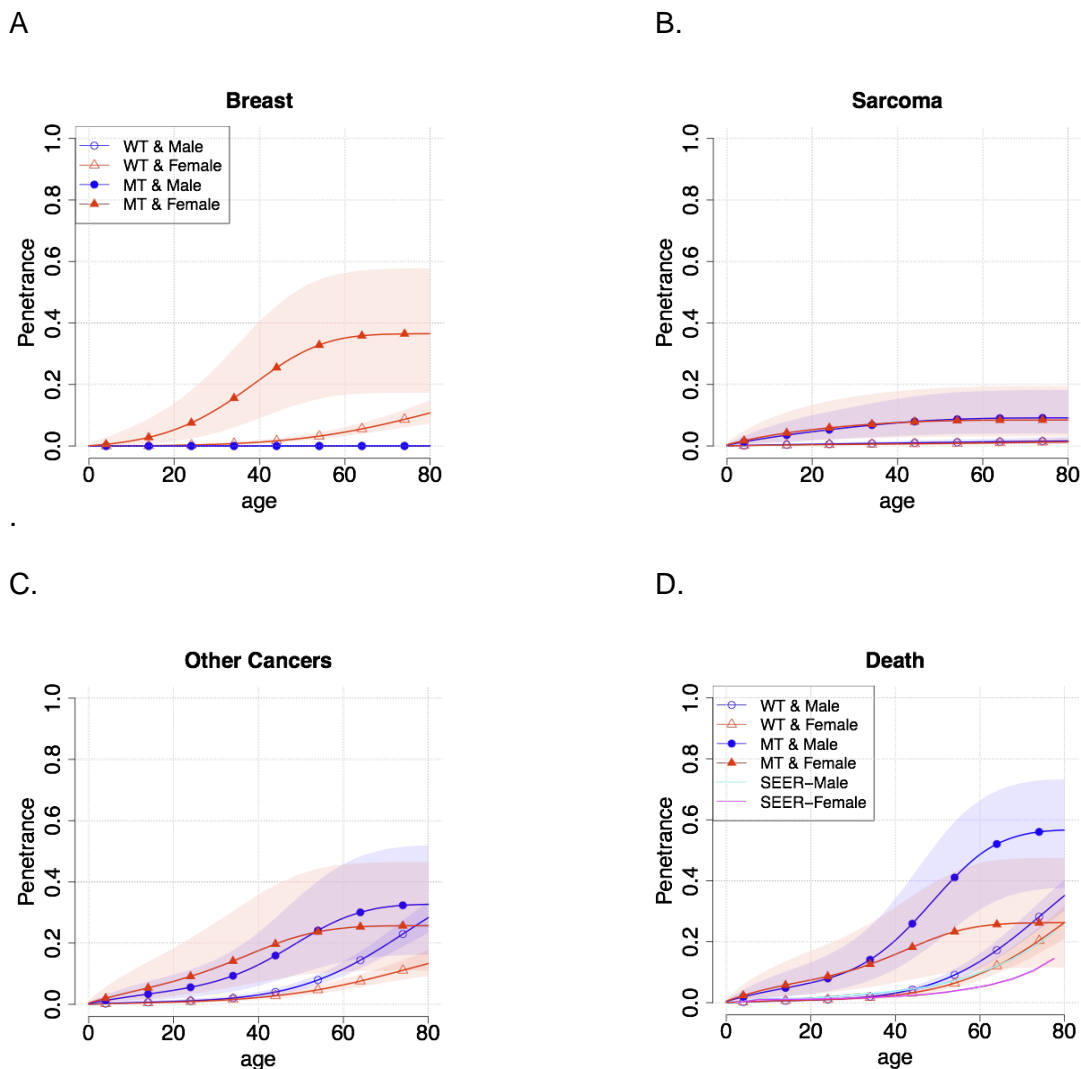 A
B.
Breast
1.0
0.8
0.6
0.4
0.2
0.0
Penetrance
WT & Male
WT & Female
MT & Male
MT & Female
0 20 40 60 80
age
Sarcoma
1.0
0.8
0.6
0.4
0.2
0.0
Penetrance
0 20 40 60 80
age
.
C.
D.
Other Cancers
1.0
0.8
0.6
0.4
0.2
0.0
Penetrance
0 20 40 60 80
age
Death
1.0
0.8
0.6
0.4
0.2
0.0
Penetrance
WT & Male
WT & Female
MT & Male
MT & Female
SEER−Male
SEER−Female
0 20 40 60 80
age